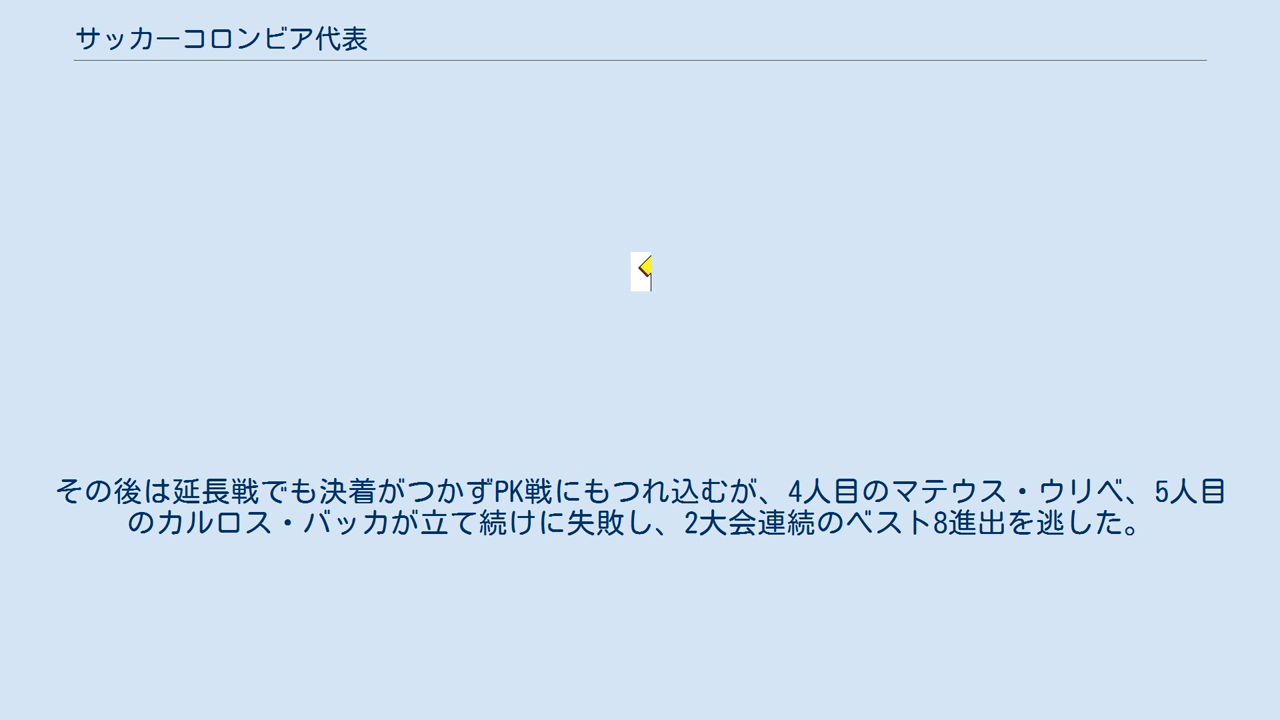 サッカーコロンビア代表
その後は延長戦でも決着がつかずPK戦にもつれ込むが、4人目のマテウス・ウリベ、5人目
のカルロス・バッカが立て続けに失敗し、2大会連続のベスト8進出を逃した。